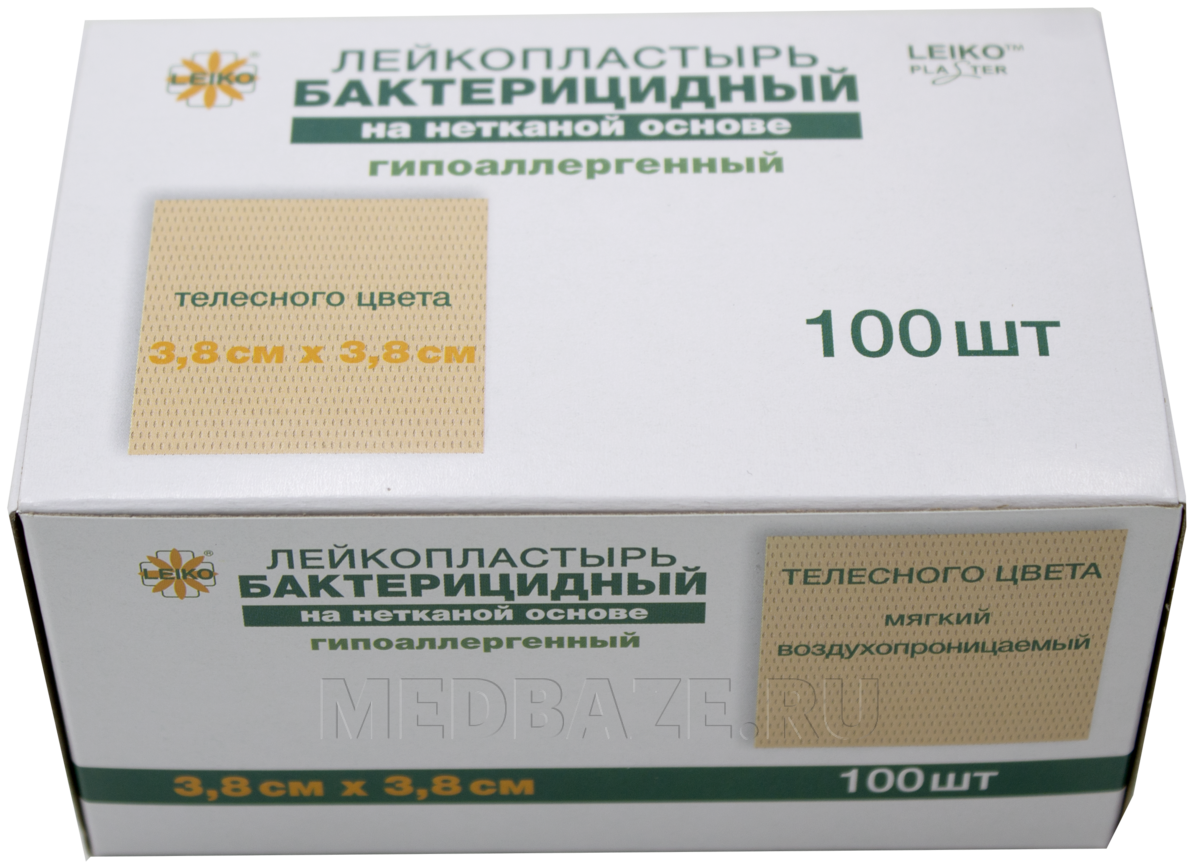 LEIKO®
ЛЕЙКОПЛАСТЫРЬ
БАКТЕРИЦИДНЫЙ
на нетканой основе
гипоаллергенный
LEIKO™
PLASTER
телесного цвета
3,8 см х 3,8 см
100 шт
LEIKO®
ЛЕЙКОПЛАСТЫРЬ
БАКТЕРИЦИДНЫЙ
на нетканой основе
гипоаллергенный
ТЕЛЕСНОГО ЦВЕТА
мягкий
воздухопроницаемый
MEDBAZE.RU
3,8 см х 3,8 см
100 шт